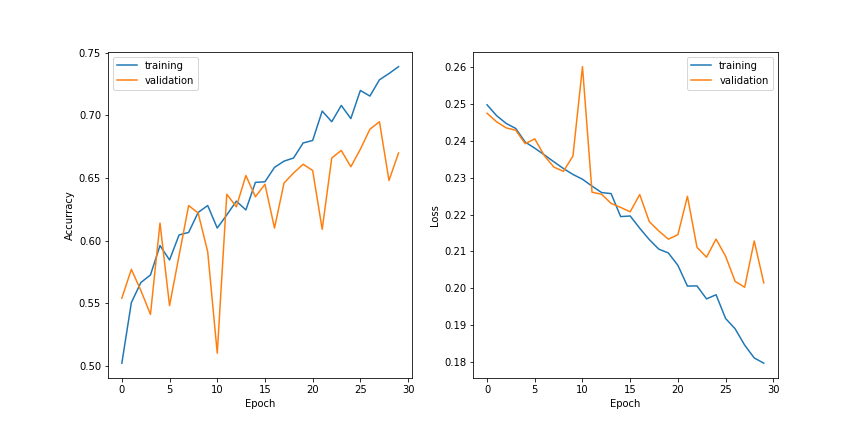 training
validation
0.75
0.70
0.65
0.60
0.55
0.50
Accurracy
0 5 10 15 20 25 30
Epoch
training
validation
0.26
0.25
0.24
0.23
0.22
0.21
0.20
0.19
0.18
Loss
0 5 10 15 20 25 30
Epoch